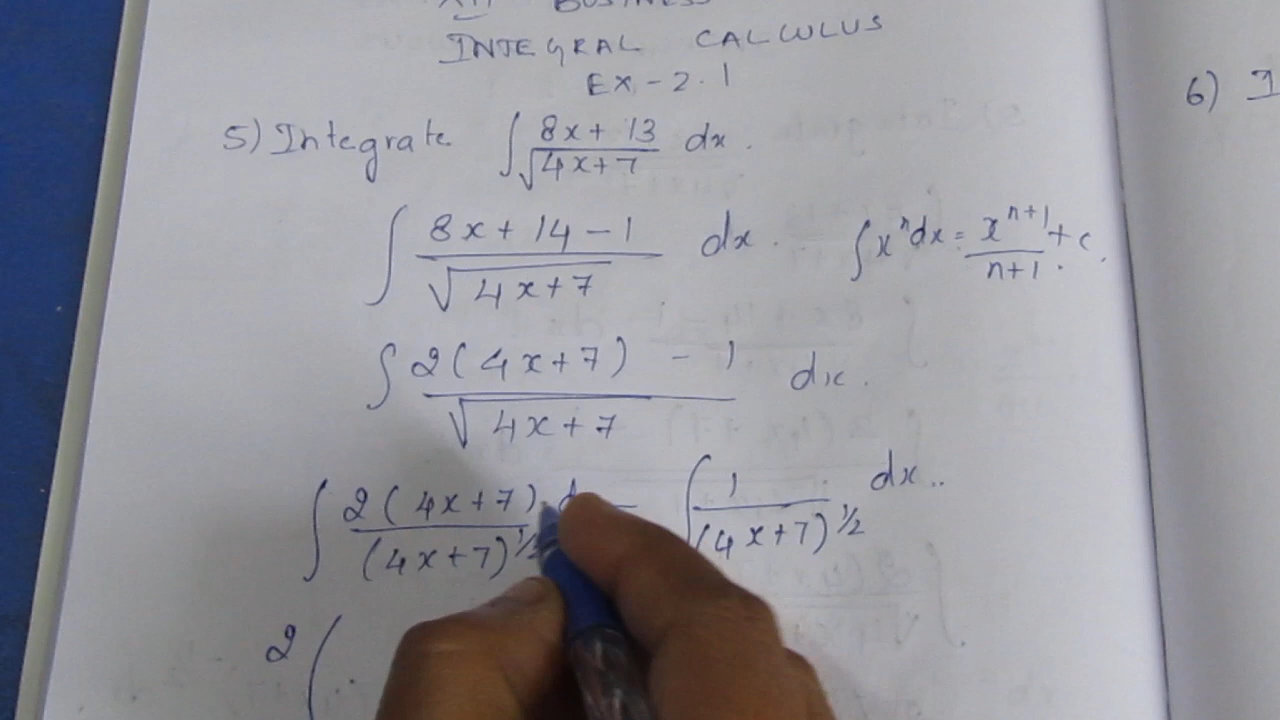 XII BUSINESS
INTEGRAL CALCULUS
EX-2.1
5) Integrate ∫ (8x+13)/√(4x+7) dx.
∫ (8x+14-1)/√(4x+7) dx. ∫xⁿdx = xⁿ⁺¹/(n+1) + c.
∫ (2(4x+7) - 1)/√(4x+7) dx.
∫ 2(4x+7)/(4x+7)^½ d - ∫ 1/(4x+7)^½ dx..
2 ∫
6) I